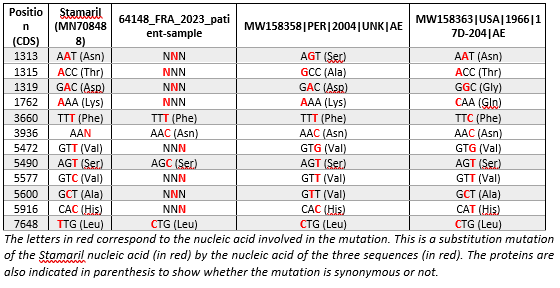 Positio
n
(CDS)
Stamaril
(MN70848
8)
64148_FRA_2023_pati
ent-sample
MW158358|PER|2004|UNK|AE
MW158363|USA|1966|1
7D-204|AE
1313 AAT (Asn) NNN AGT (Ser) AAT (Asn)
1315 ACC (Thr) NNN GCC (Ala) ACC (Thr)
1319 GAC (Asp) NNN GAC (Asp) GGC (Gly)
1762 AAA (Lys) NNN AAA (Lys) CAA (Gln)
3660 TTT (Phe) TTT (Phe) TTT (Phe) TTC (Phe)
3936 AAN AAC (Asn) AAC (Asn) AAC (Asn)
5472 GTT (Val) NNN GTG (Val) GTG (Val)
5490 AGT (Ser) AGC (Ser) AGT (Ser) AGT (Ser)
5577 GTC (Val) NNN GTT (Val) GTT (Val)
5600 GCT (Ala) NNN GTT (Val) GCT (Ala)
5916 CAC (His) NNN CAC (His) CAT (His)
7648 TTG (Leu) CTG (Leu) CTG (Leu) CTG (Leu)
The letters in red correspond to the nucleic acid involved in the mutation. This is a substitution mutation
of the Stamaril nucleic acid (in red) by the nucleic acid of the three sequences (in red). The proteins are
also indicated in parenthesis to show whether the mutation is synonymous or not.